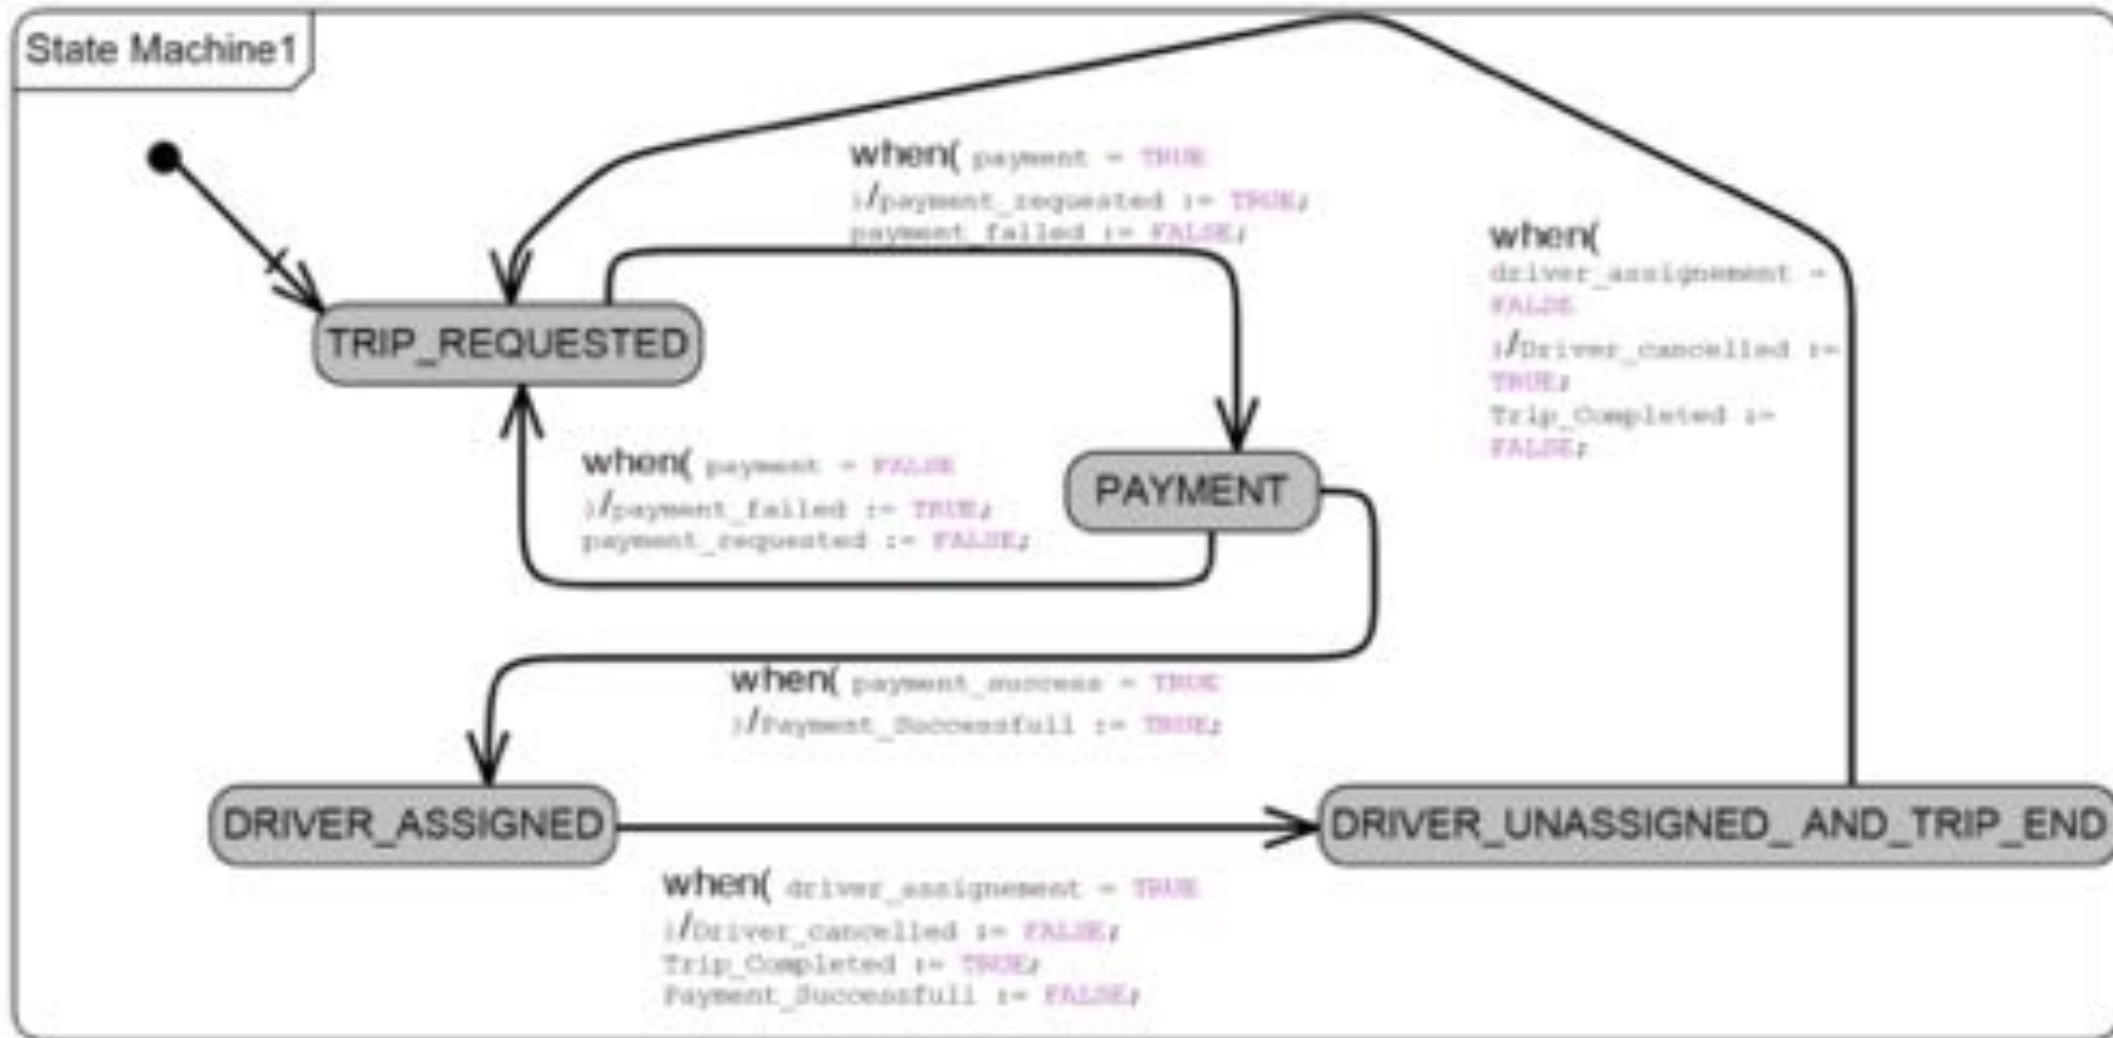 State Machine1
when( payment = TRUE
)/payment_requested := TRUE;
payment_failed := FALSE;
when(
driver_assignement =
FALSE
)/Driver_cancelled :=
TRUE;
Trip_Completed :=
FALSE;
TRIP_REQUESTED
when( payment = FALSE
)/payment_failed := TRUE;
payment_requested := FALSE;
PAYMENT
when( payment_success = TRUE
)/Payment_Successfull := TRUE;
DRIVER_ASSIGNED
DRIVER_UNASSIGNED_ AND_TRIP_END
when( driver_assignement = TRUE
)/Driver_cancelled := FALSE;
Trip_Completed := TRUE;
Payment_Successfull := FALSE;